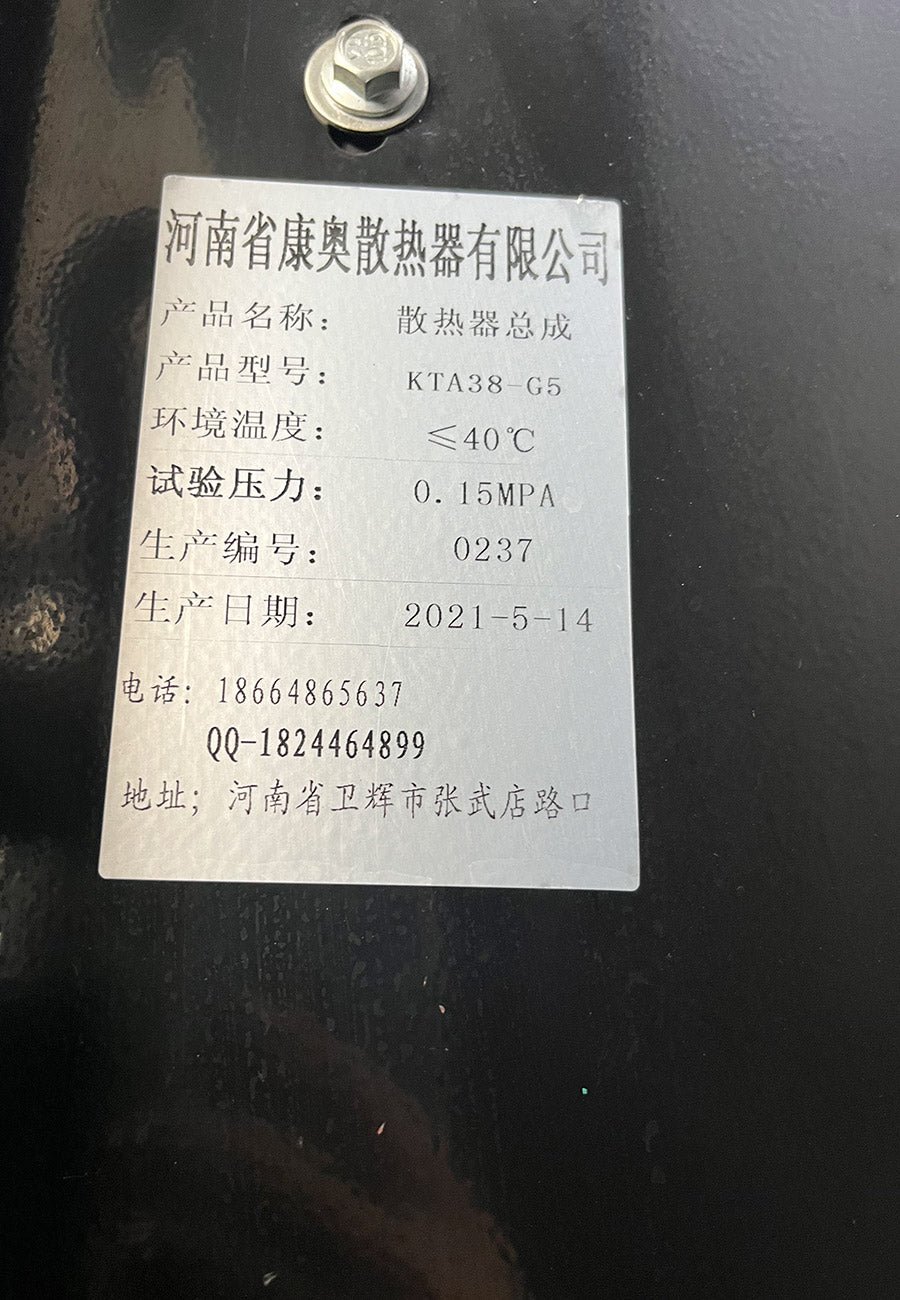 河南省康奥散热器有限公司
产品名称： 散热器总成
产品型号： KTA38-G5
环境温度： ≤40℃
试验压力： 0.15MPA
生产编号： 0237
生产日期： 2021-5-14
电话：18664865637
QQ-1824464899
地址；河南省卫辉市张武店路口